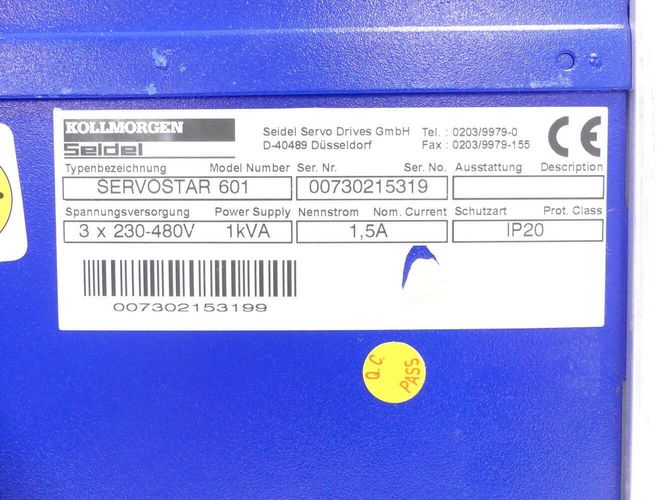 KOLLMORGEN
Seidel
Seidel Servo Drives GmbH
D-40489 Düsseldorf
Tel. : 0203/9979-0
Fax : 0203/9979-155
CE
Typenbezeichnung Model Number Ser. Nr. Ser. No. Ausstattung Description
SERVOSTAR 601 00730215319
Spannungsversorgung Power Supply Nennstrom Nom. Current Schutzart Prot. Class
3 x 230-480V 1kVA 1,5A IP20
007302153199
Q.C.
PASS